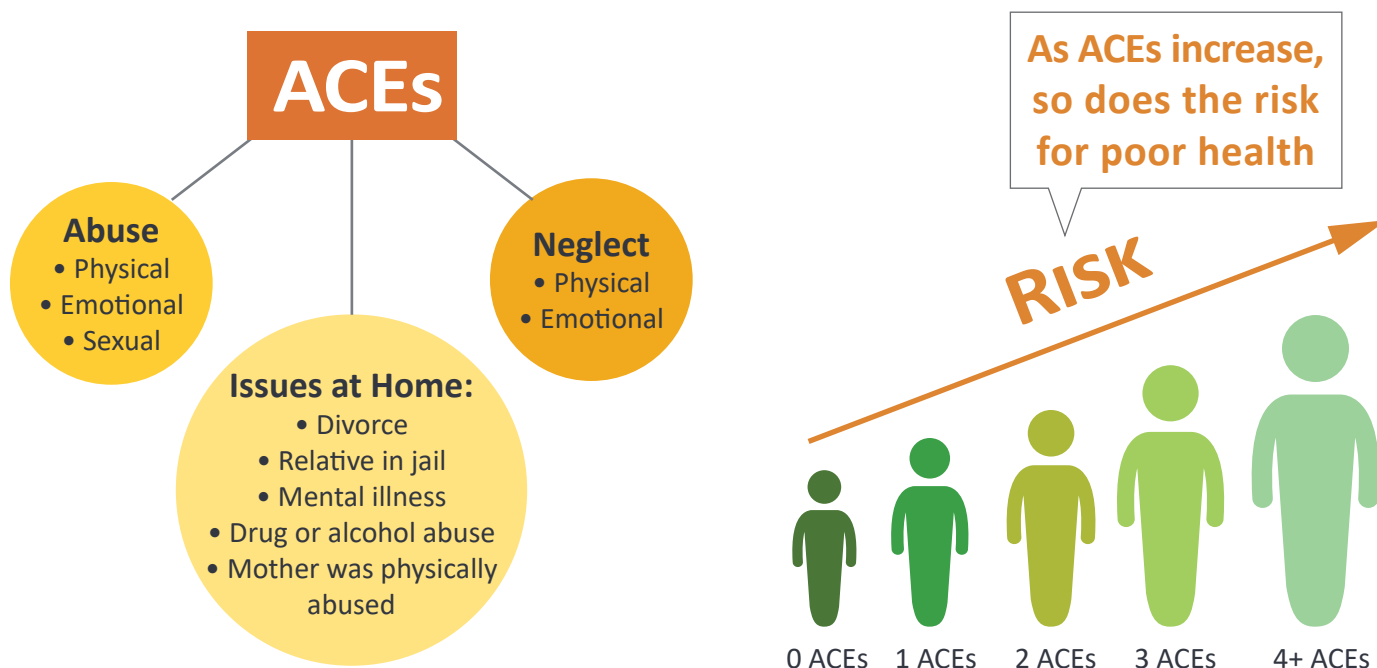 ACEs
Abuse
• Physical
• Emotional
• Sexual
Neglect
• Physical
• Emotional
Issues at Home:
• Divorce
• Relative in jail
• Mental illness
• Drug or alcohol abuse
• Mother was physically
abused
As ACEs increase,
so does the risk
for poor health
RISK
0 ACEs
1 ACEs
2 ACEs
3 ACEs
4+ ACEs